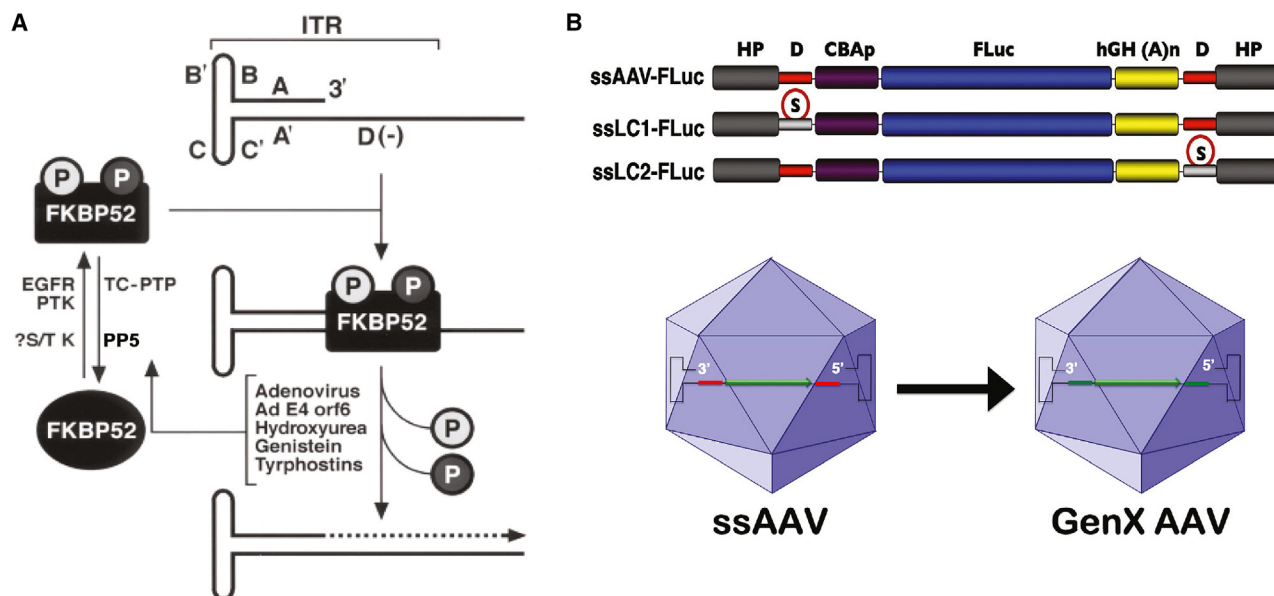 A
ITR
B'
B
A
3'
C
C'
A'
D (-)
P
P
FKBP52
EGFR
PTK
TC-PTP
?S/T K
PP5
FKBP52
P
P
FKBP52
Adenovirus
Ad E4 orf6
Hydroxyurea
Genistein
Tyrphostins
P
P
B
HP D CBAp FLuc hGH (A)n D HP
ssAAV-FLuc
S
ssLC1-FLuc
S
ssLC2-FLuc
3'
5'
ssAAV
3'
5'
GenX AAV